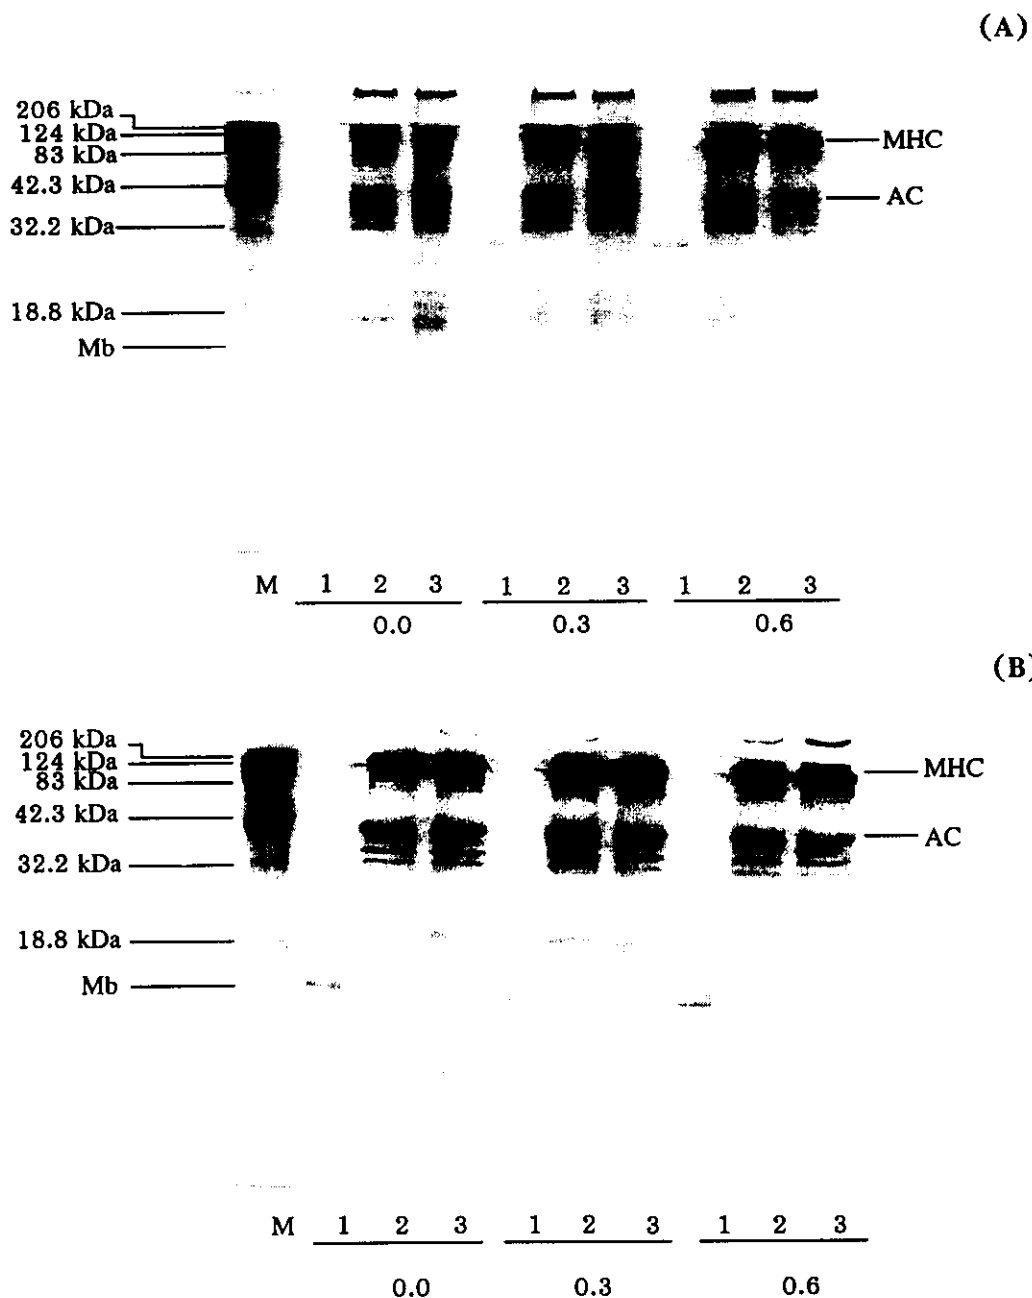 (A)
206 kDa
124 kDa
83 kDa
42.3 kDa
32.2 kDa
18.8 kDa
Mb
MHC
AC
M 1 2 3 1 2 3 1 2 3
0.0 0.3 0.6
(B)
206 kDa
124 kDa
83 kDa
42.3 kDa
32.2 kDa
18.8 kDa
Mb
MHC
AC
M 1 2 3 1 2 3 1 2 3
0.0 0.3 0.6